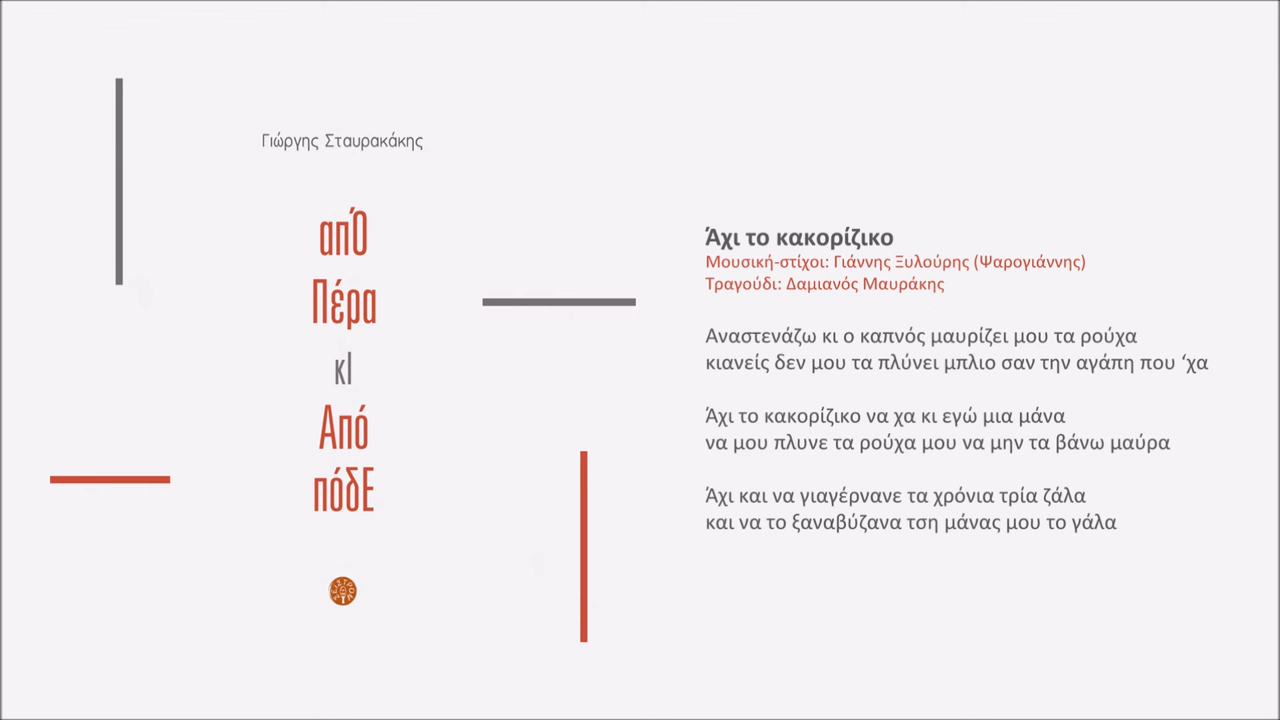 Γιώργης Σταυρακάκης
απΌ
Πέρα
κΙ
Από
πόδΕ
Άχι το κακορίζικο
Μουσική-στίχοι: Γιάννης Ξυλούρης (Ψαρογιάννης)
Τραγούδι: Δαμιανός Μαυράκης
Αναστενάζω κι ο καπνός μαυρίζει μου τα ρούχα
κιανείς δεν μου τα πλύνει μπλιο σαν την αγάπη που ‘χα
Άχι το κακορίζικο να χα κι εγώ μια μάνα
να μου πλυνε τα ρούχα μου να μην τα βάνω μαύρα
Άχι και να γιαγέρνανε τα χρόνια τρία ζάλα
και να το ξαναβύζανα τση μάνας μου το γάλα